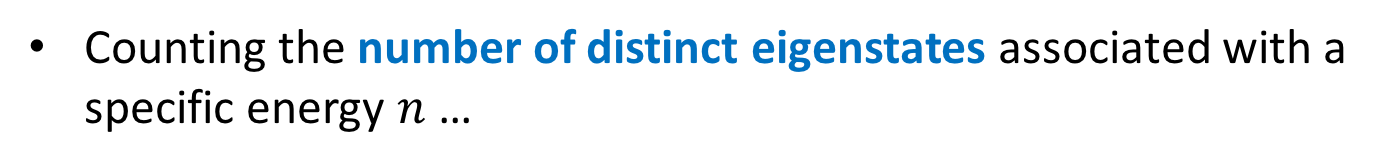 • Counting the number of distinct eigenstates associated with a
specific energy 𝑛 ...